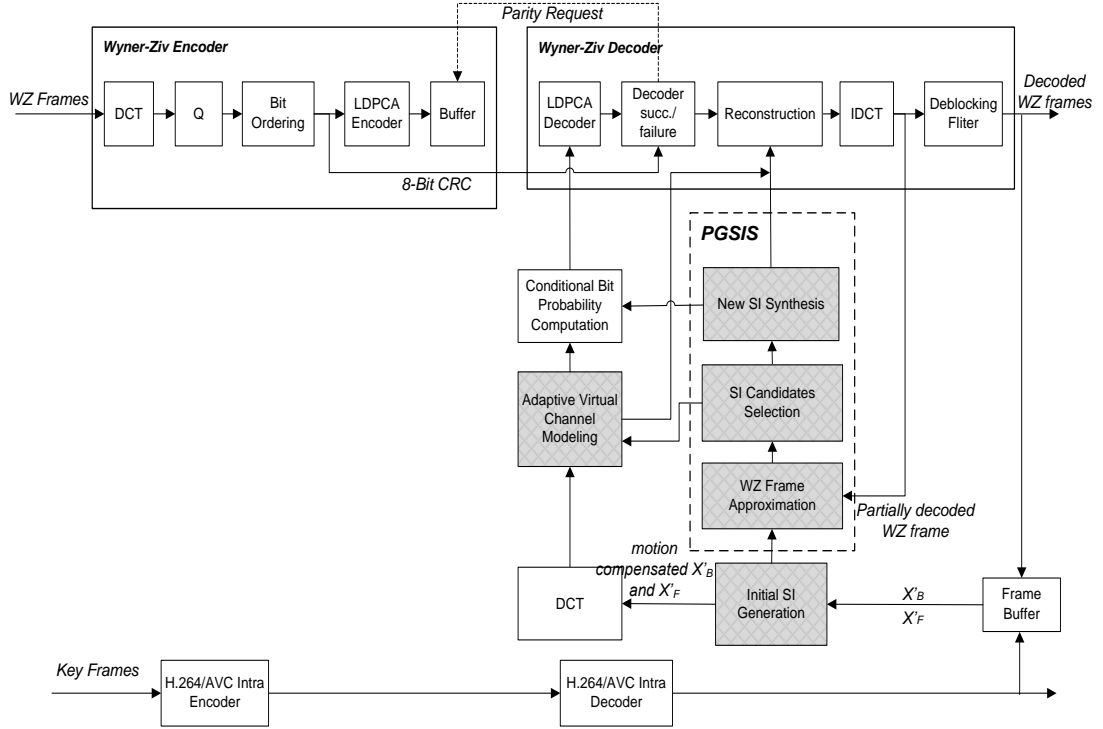 Parity Request
Wyner-Ziv Encoder
Wyner-Ziv Decoder
WZ Frames
DCT
Q
Bit
Ordering
LDPCA
Encoder
Buffer
LDPCA
Decoder
Decoder
succ./
failure
Reconstruction
IDCT
Deblocking
Fliter
Decoded
WZ frames
8-Bit CRC
PGSIS
Conditional Bit
Probability
Computation
New SI Synthesis
Adaptive Virtual
Channel
Modeling
SI Candidates
Selection
WZ Frame
Approximation
Partially decoded
WZ frame
motion
compensated X'B
and X'F
DCT
Initial SI
Generation
X'B
X'F
Frame
Buffer
Key Frames
H.264/AVC Intra
Encoder
H.264/AVC Intra
Decoder